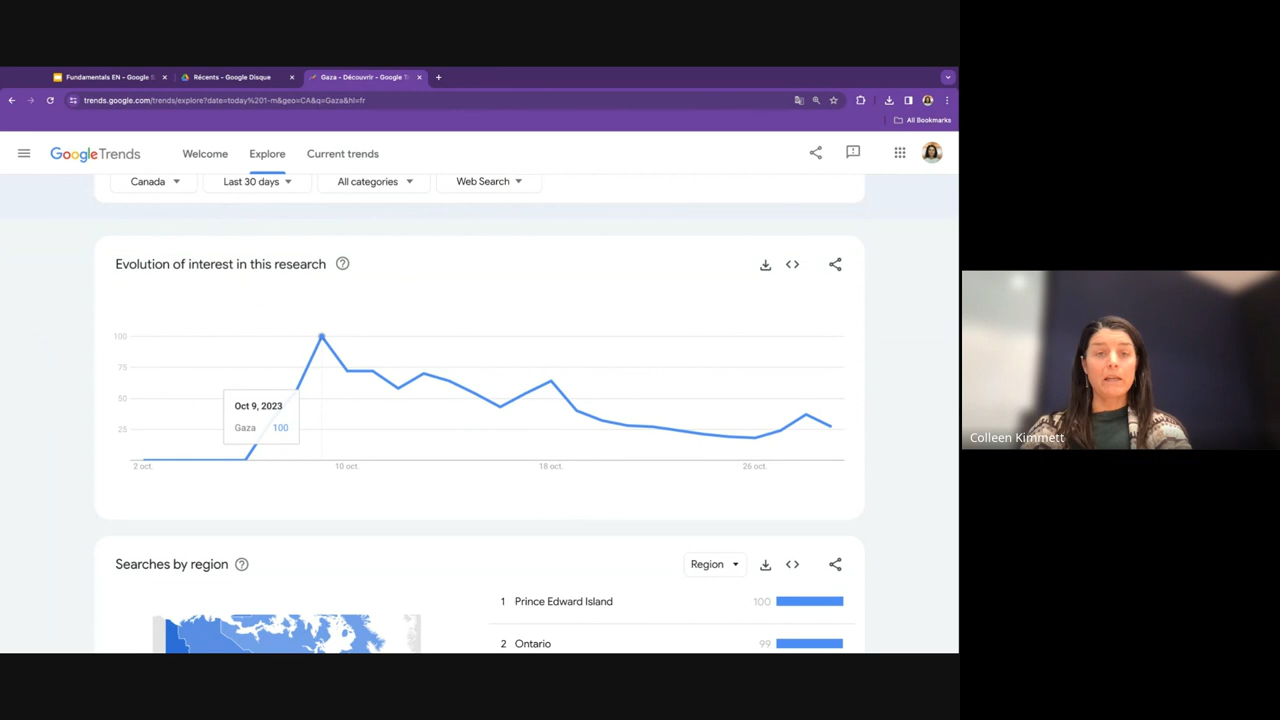 Fundamentals EN - Google S
Récents - Google Disque
Gaza - Découvrir - Google T
trends.google.com/trends/explore?date=today%201-m&geo=CA&q=Gaza&hl=fr
All Bookmarks
Google Trends
Welcome
Explore
Current trends
Canada
Last 30 days
All categories
Web Search
Evolution of interest in this research
100
75
50
25
Oct 9, 2023
Gaza 100
2 oct.
10 oct.
18 oct.
26 oct.
Searches by region
Region
1 Prince Edward Island 100
2 Ontario 99
Colleen Kimmett